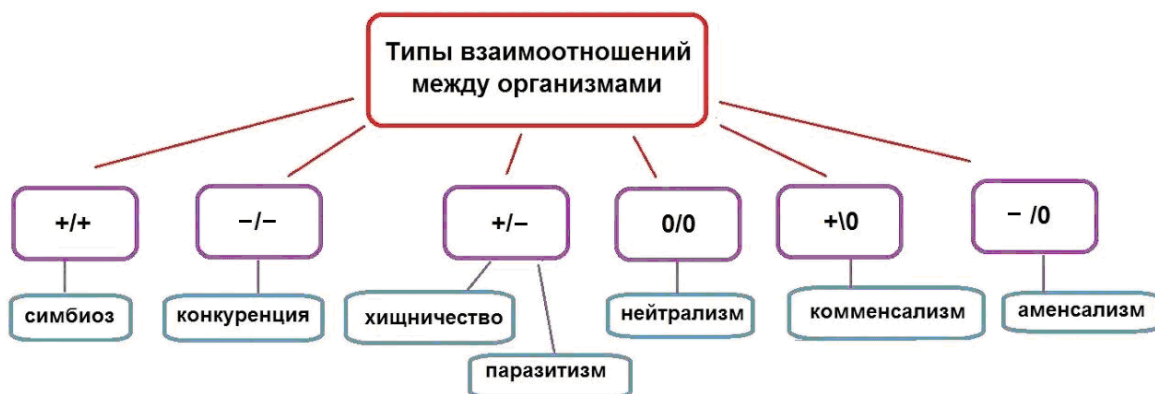 Типы взаимоотношений
между организмами
+/+
−/−
+/−
0/0
+\0
− /0
симбиоз
конкуренция
хищничество
нейтрализм
комменсализм
аменсализм
паразитизм